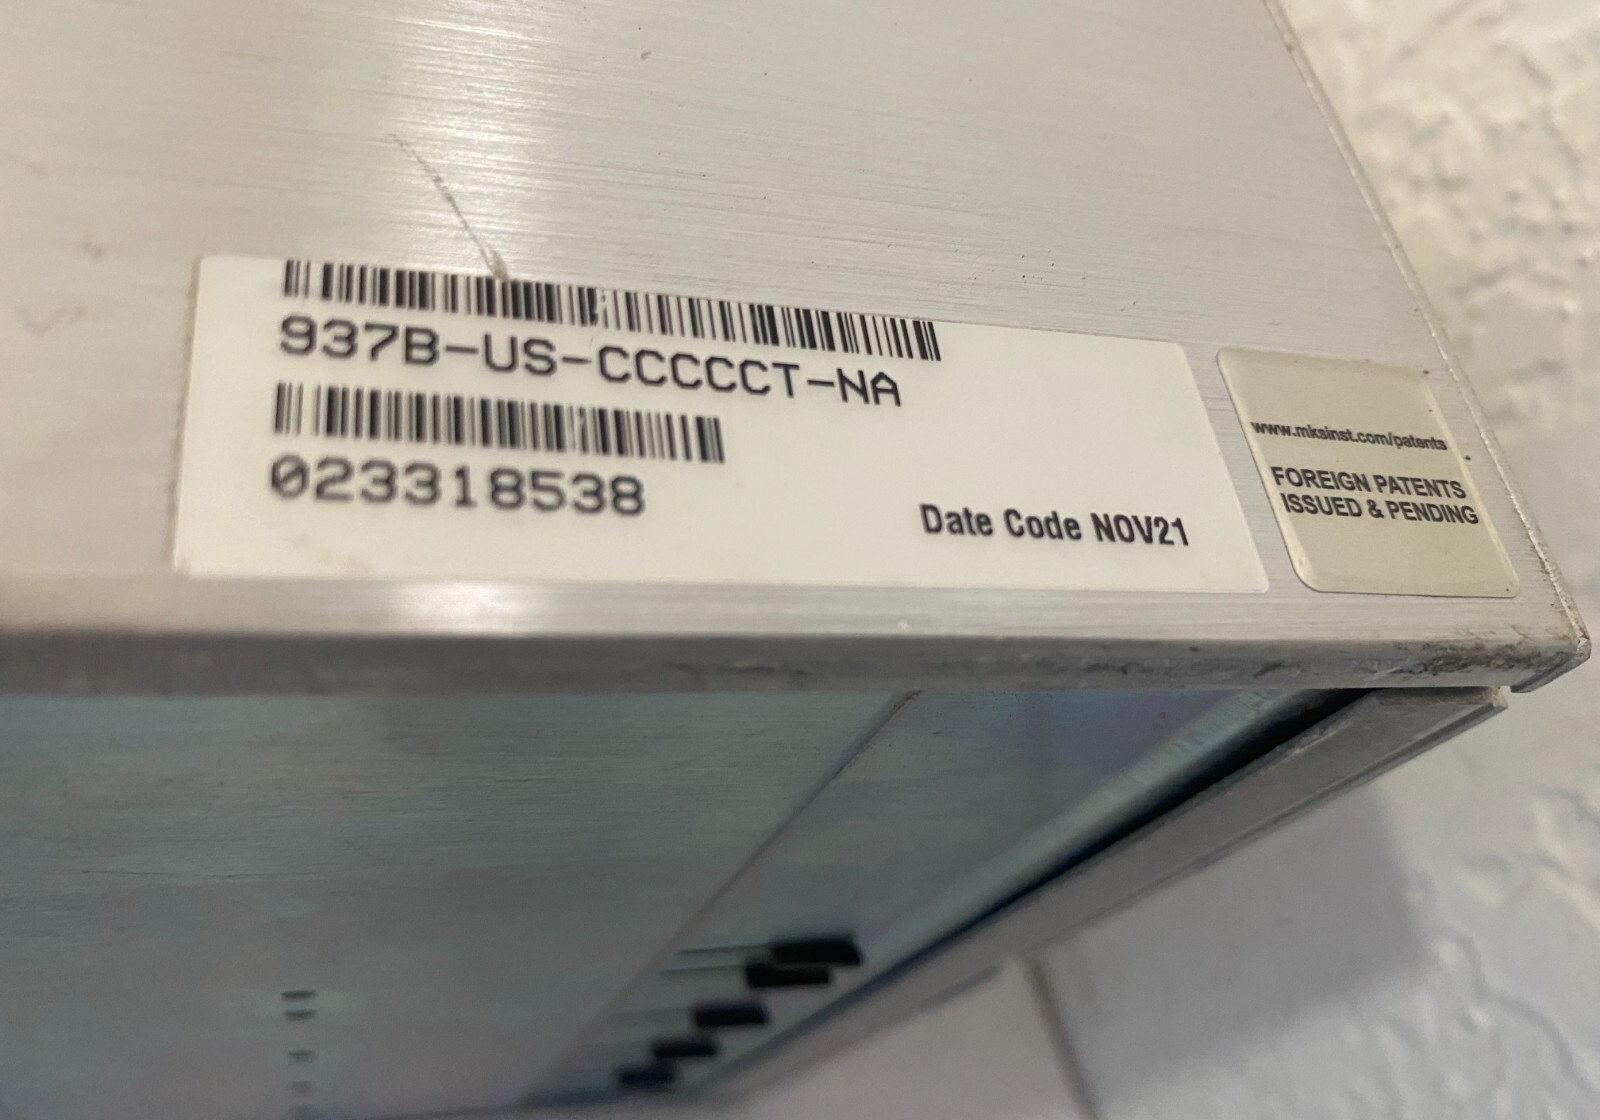 937B-US-CCCCCT-NA
023318538
Date Code NOV21
www.mksinst.com/patents
FOREIGN PATENTS
ISSUED & PENDING